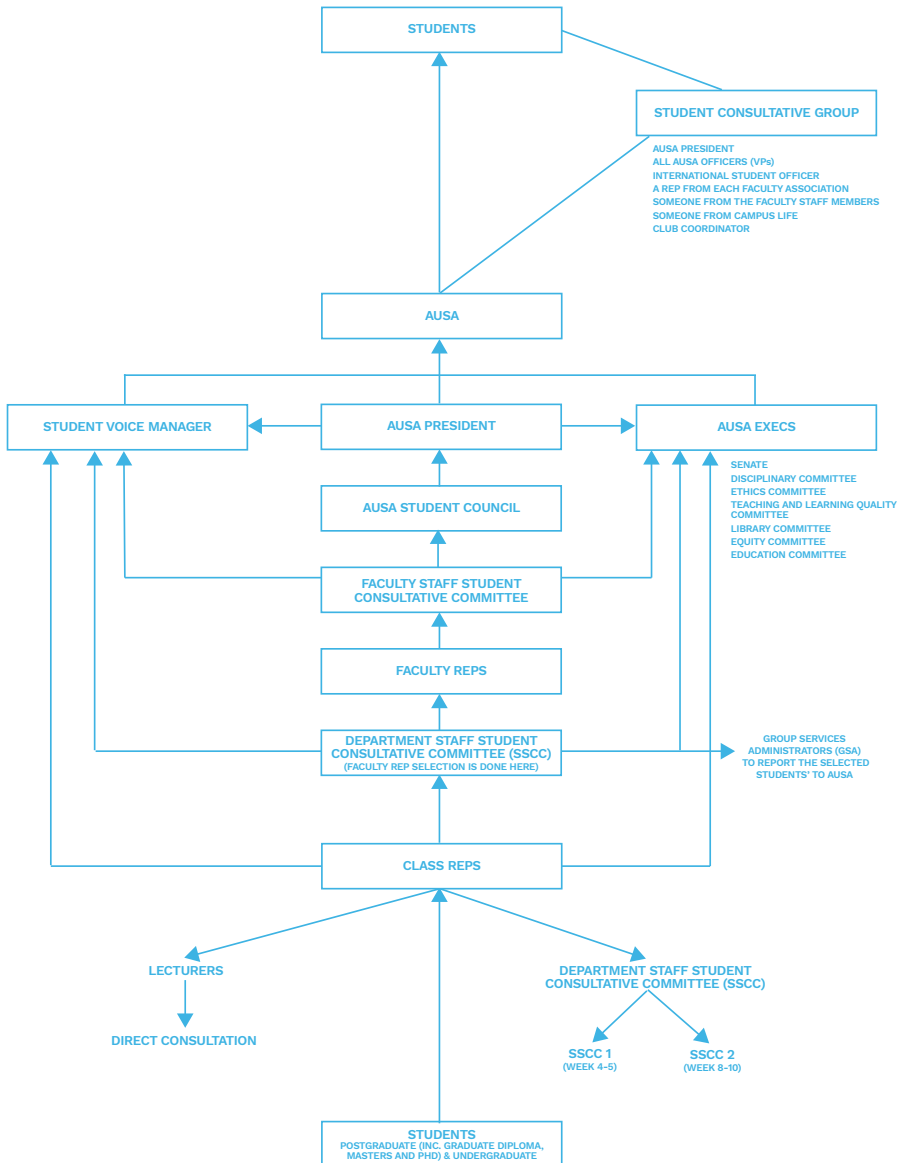 STUDENTS
STUDENT CONSULTATIVE GROUP
AUSA PRESIDENT
ALL AUSA OFFICERS (VPs)
INTERNATIONAL STUDENT OFFICER
A REP FROM EACH FACULTY ASSOCIATION
SOMEONE FROM THE FACULTY STAFF MEMBERS
SOMEONE FROM CAMPUS LIFE
CLUB COORDINATOR
AUSA
STUDENT VOICE MANAGER
AUSA PRESIDENT
AUSA EXECS
SENATE
DISCIPLINARY COMMITTEE
ETHICS COMMITTEE
TEACHING AND LEARNING QUALITY
COMMITTEE
LIBRARY COMMITTEE
EQUITY COMMITTEE
EDUCATION COMMITTEE
AUSA STUDENT COUNCIL
FACULTY STAFF STUDENT
CONSULTATIVE COMMITTEE
FACULTY REPS
DEPARTMENT STAFF STUDENT
CONSULTATIVE COMMITTEE (SSCC)
(FACULTY REP SELECTION IS DONE HERE)
GROUP SERVICES
ADMINISTRATORS (GSA)
TO REPORT THE SELECTED
STUDENTS' TO AUSA
CLASS REPS
LECTURERS
DIRECT CONSULTATION
DEPARTMENT STAFF STUDENT
CONSULTATIVE COMMITTEE (SSCC)
SSCC 1
(WEEK 4-5)
SSCC 2
(WEEK 8-10)
STUDENTS
POSTGRADUATE (INC. GRADUATE DIPLOMA,
MASTERS AND PHD) & UNDERGRADUATE